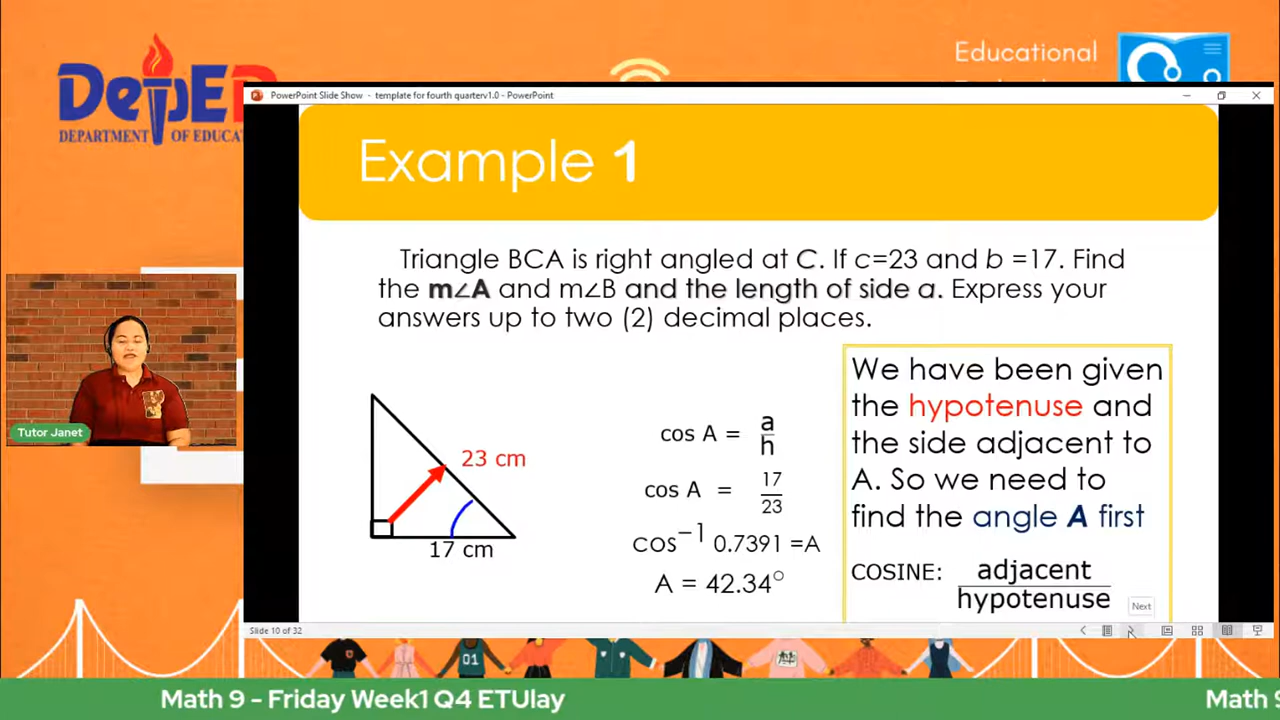 DepED
DEPARTMENT OF EDUCAT
Educational
PowerPoint Slide Show - template for fourth quarterv1.0 - PowerPoint
Example 1
Triangle BCA is right angled at C. If c=23 and b =17. Find
the m∠A and m∠B and the length of side a. Express your
answers up to two (2) decimal places.
23 cm
17 cm
cos A = a/h
cos A = 17/23
cos⁻¹ 0.7391 =A
A = 42.34°
We have been given
the hypotenuse and
the side adjacent to
A. So we need to
find the angle A first
COSINE: adjacent/hypotenuse
Next
Slide 10 of 32
Tutor Janet
01
Math 9 - Friday Week1 Q4 ETUlay
Math 9